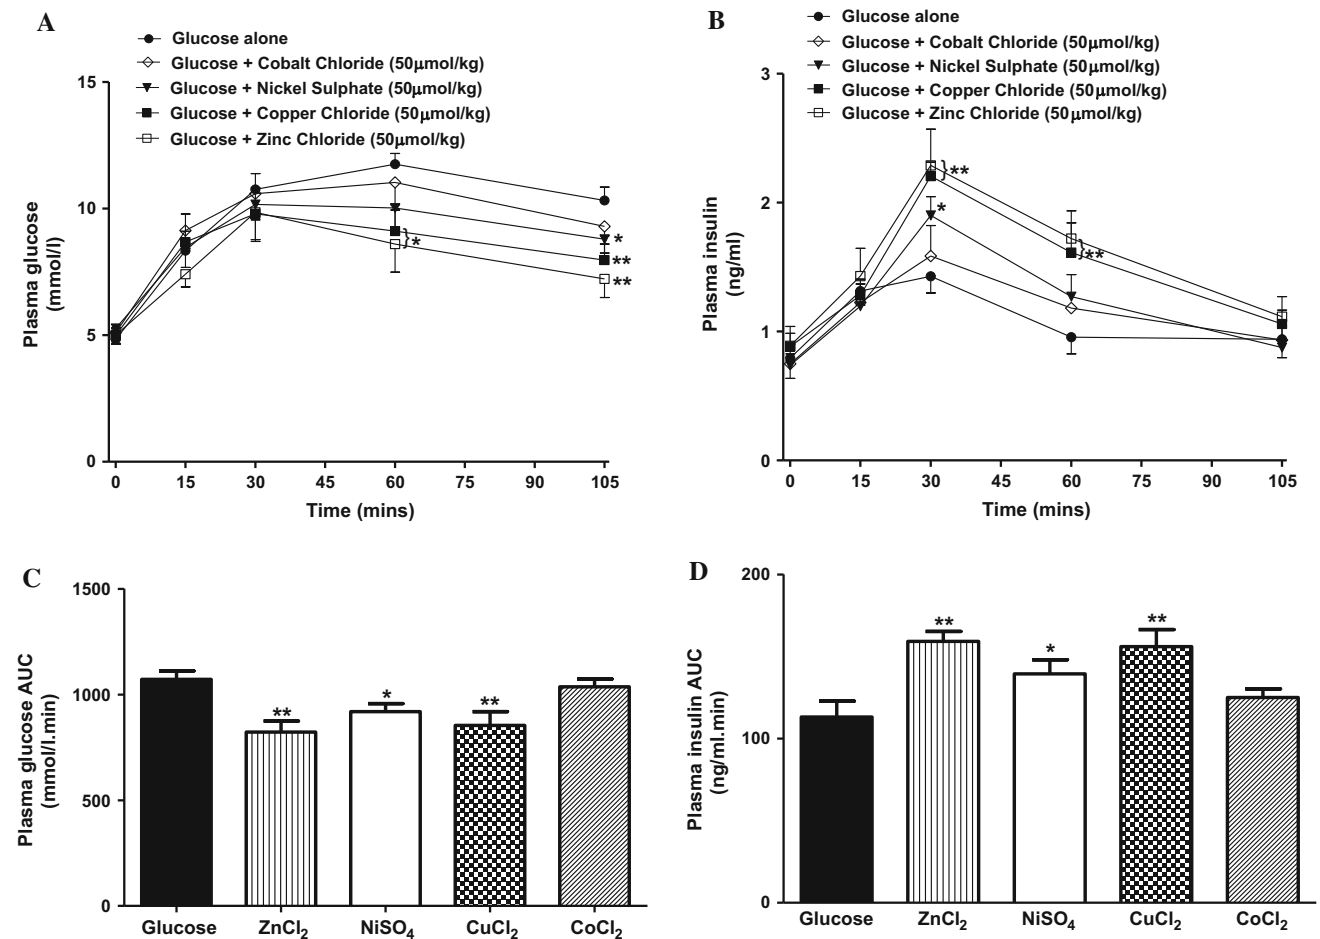 A
Glucose alone
Glucose + Cobalt Chloride (50μmol/kg)
Glucose + Nickel Sulphate (50μmol/kg)
Glucose + Copper Chloride (50μmol/kg)
Glucose + Zinc Chloride (50μmol/kg)
15
10
5
0
Plasma glucose
(mmol/l)
}*
*
**
**
0 15 30 45 60 75 90 105
Time (mins)
B
Glucose alone
Glucose + Cobalt Chloride (50μmol/kg)
Glucose + Nickel Sulphate (50μmol/kg)
Glucose + Copper Chloride (50μmol/kg)
Glucose + Zinc Chloride (50μmol/kg)
3
2
1
0
Plasma insulin
(ng/ml)
}**
*
}**
0 15 30 45 60 75 90 105
Time (mins)
C
1500
1000
500
0
Plasma glucose AUC
(mmol/l.min)
** * **
Glucose ZnCl₂ NiSO₄ CuCl₂ CoCl₂
D
200
100
0
Plasma insulin AUC
(ng/ml.min)
** * **
Glucose ZnCl₂ NiSO₄ CuCl₂ CoCl₂